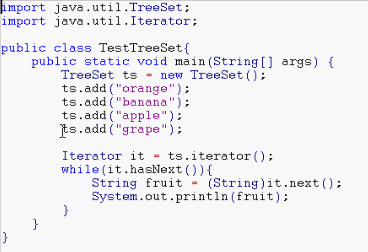 import java.util.TreeSet;
import java.util.Iterator;
public class TestTreeSet{
    public static void main(String[] args) {
        TreeSet ts = new TreeSet();
        ts.add("orange");
        ts.add("banana");
        ts.add("apple");
        ts.add("grape");
        Iterator it = ts.iterator();
        while(it.hasNext()){
            String fruit = (String)it.next();
            System.out.println(fruit);
        }
    }
}